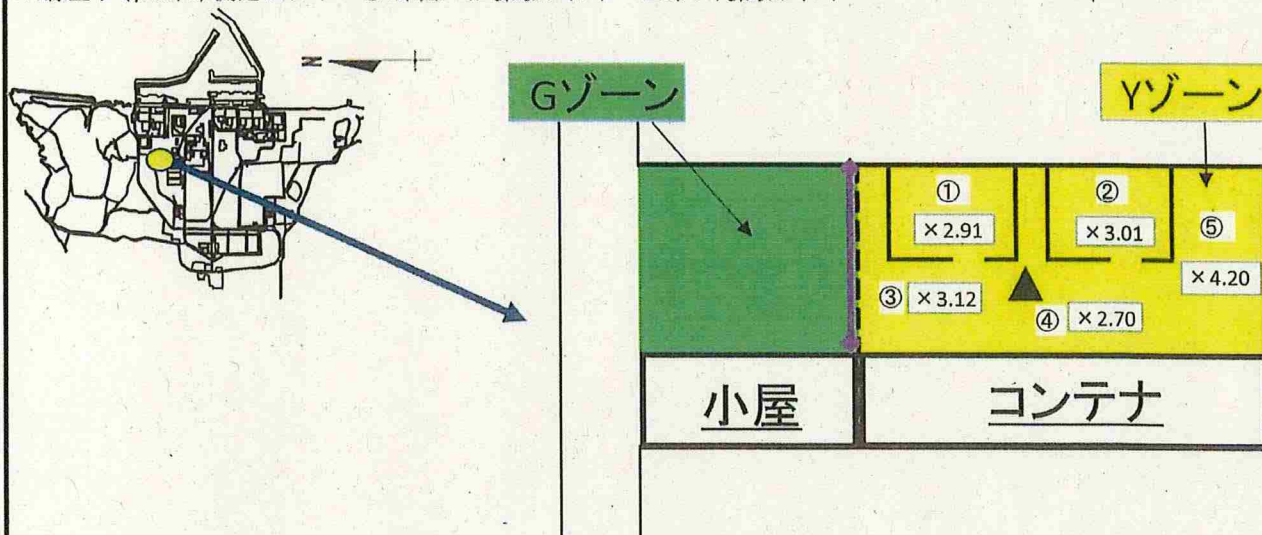 N
Gゾーン
Yゾーン
①
×2.91
②
×3.01
⑤
×4.20
③ ×3.12
④ ×2.70
小屋
コンテナ